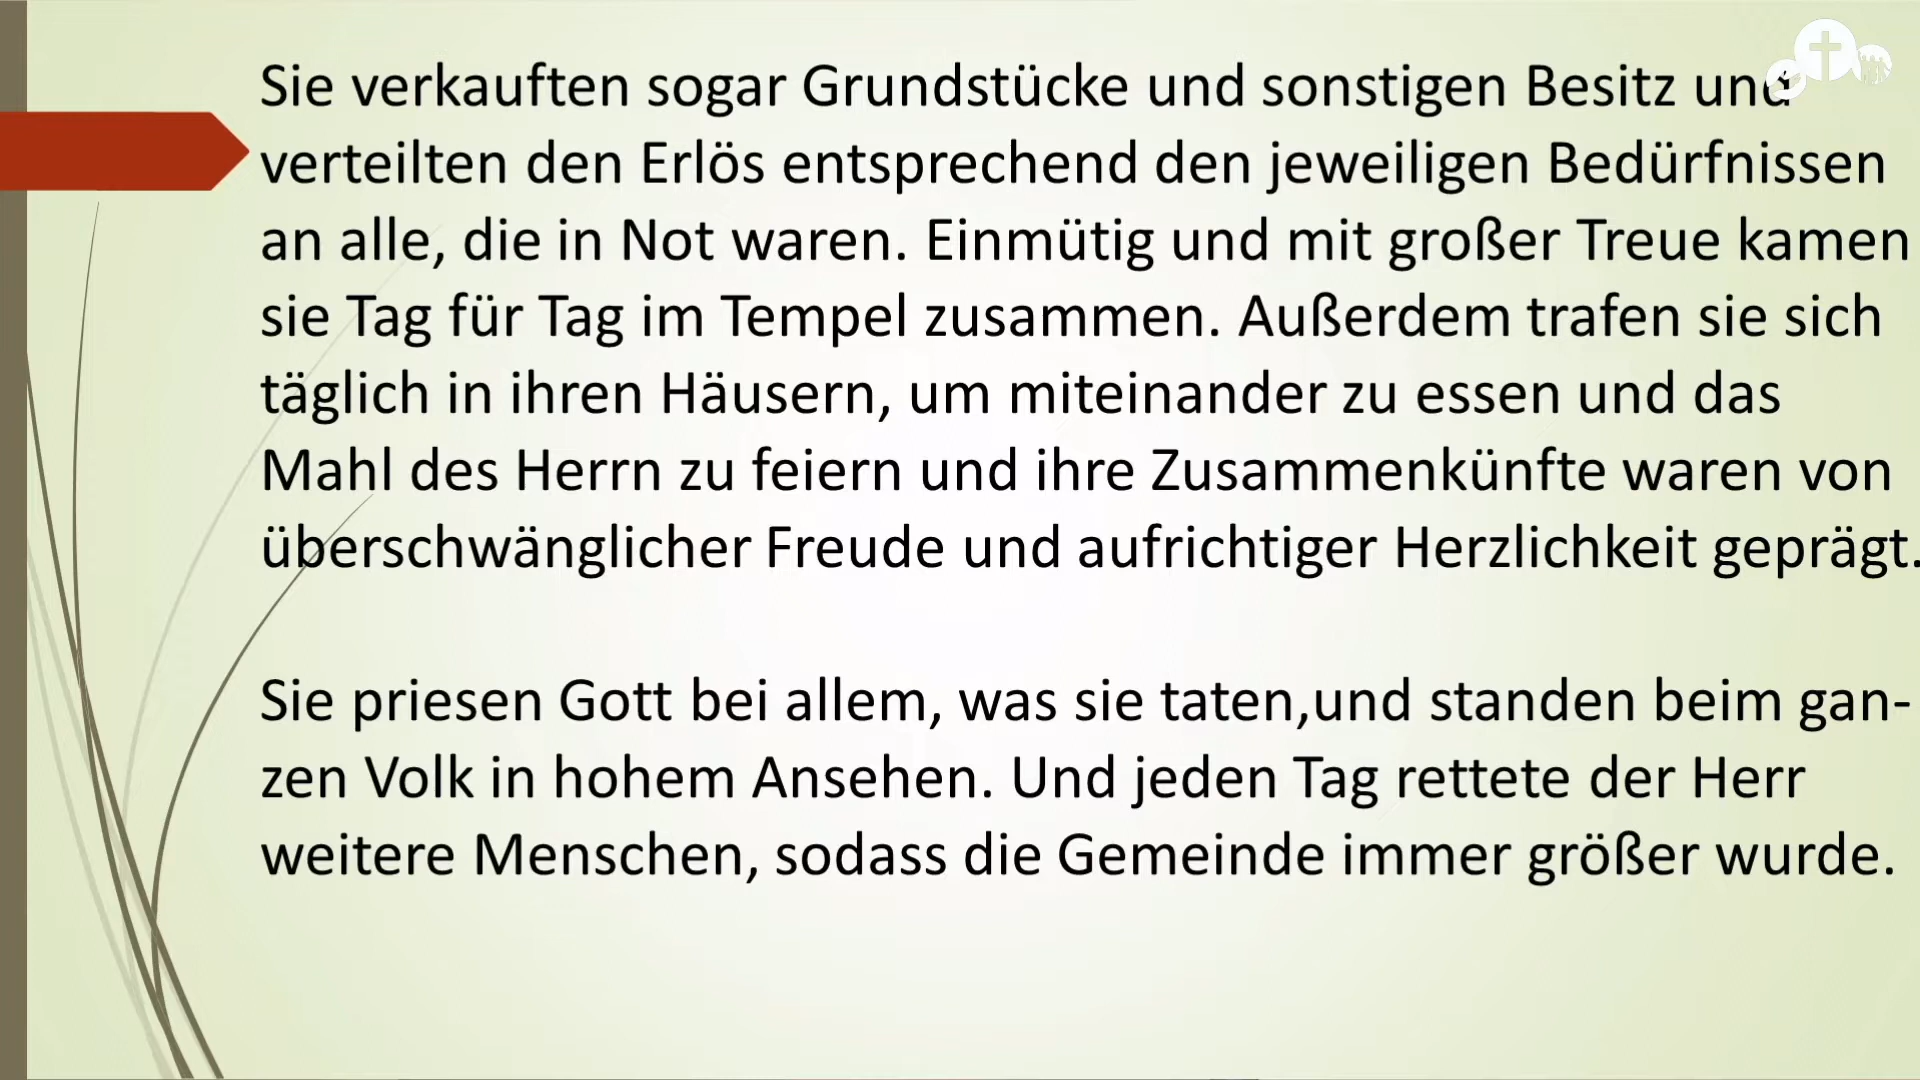 Sie verkauften sogar Grundstücke und sonstigen Besitz und
verteilten den Erlös entsprechend den jeweiligen Bedürfnissen
an alle, die in Not waren. Einmütig und mit großer Treue kamen
sie Tag für Tag im Tempel zusammen. Außerdem trafen sie sich
täglich in ihren Häusern, um miteinander zu essen und das
Mahl des Herrn zu feiern und ihre Zusammenkünfte waren von
überschwänglicher Freude und aufrichtiger Herzlichkeit geprägt.
Sie priesen Gott bei allem, was sie taten,und standen beim gan-
zen Volk in hohem Ansehen. Und jeden Tag rettete der Herr
weitere Menschen, sodass die Gemeinde immer größer wurde.